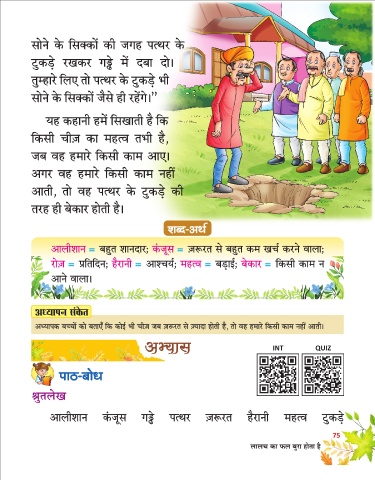 सोने के सिक्कों की जगह पत्थर के
टुकड़े रखकर गड्ढे में दबा दो।
तुम्हारे लिए तो पत्थर के टुकड़े भी
सोने के सिक्कों जैसे ही रहेंगे।”
यह कहानी हमें सिखाती है कि
किसी चीज़ का महत्व तभी है,
जब वह हमारे किसी काम आए।
अगर वह हमारे किसी काम नहीं
आती, तो वह पत्थर के टुकड़े की
तरह ही बेकार होती है।
शब्द-अर्थ
आलीशान = बहुत शानदार; कंजूस = ज़रूरत से बहुत कम खर्च करने वाला;
रोज़ = प्रतिदिन; हैरानी = आश्चर्य; महत्व = बड़ाई; बेकार = किसी काम न
आने वाला।
अध्यापन संकेत
अध्यापक बच्चों को बताएँ कि कोई भी चीज़ जब ज़रूरत से ज़्यादा होती है, तो वह हमारे किसी काम नहीं आती।
अभ्यास
INT QUIZ
पाठ-बोध
श्रुतलेख
आलीशान कंजूस गड्ढे पत्थर ज़रूरत हैरानी महत्व टुकड़े
75
लालच का फल बुरा होता है